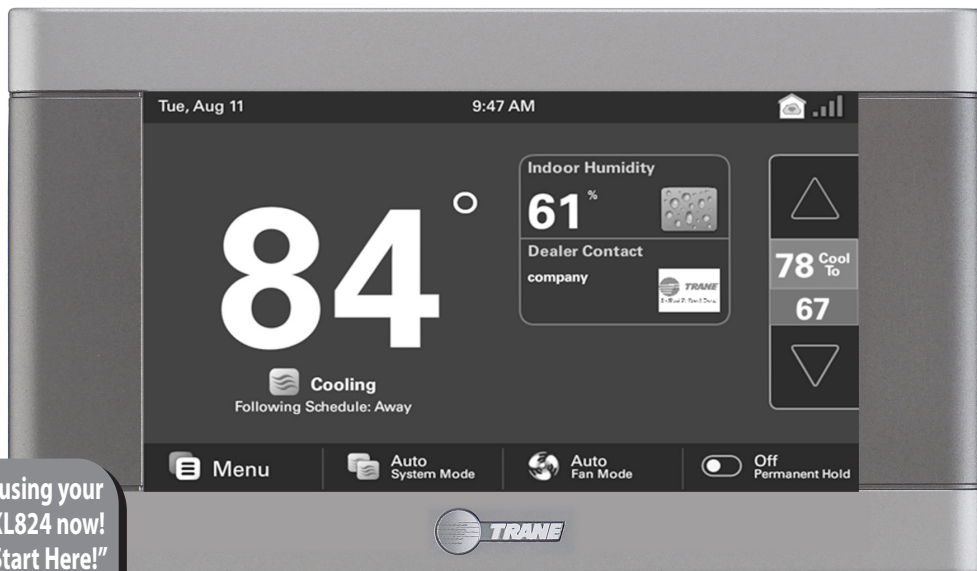 Tue, Aug 11
9:47 AM
84°
Cooling
Following Schedule: Away
Indoor Humidity
61%
Dealer Contact
company
TRANE
78 Cool To
67
Menu
Auto
System Mode
Auto
Fan Mode
Off
Permanent Hold
TRANE
using your
XL824 now!
Start Here!”